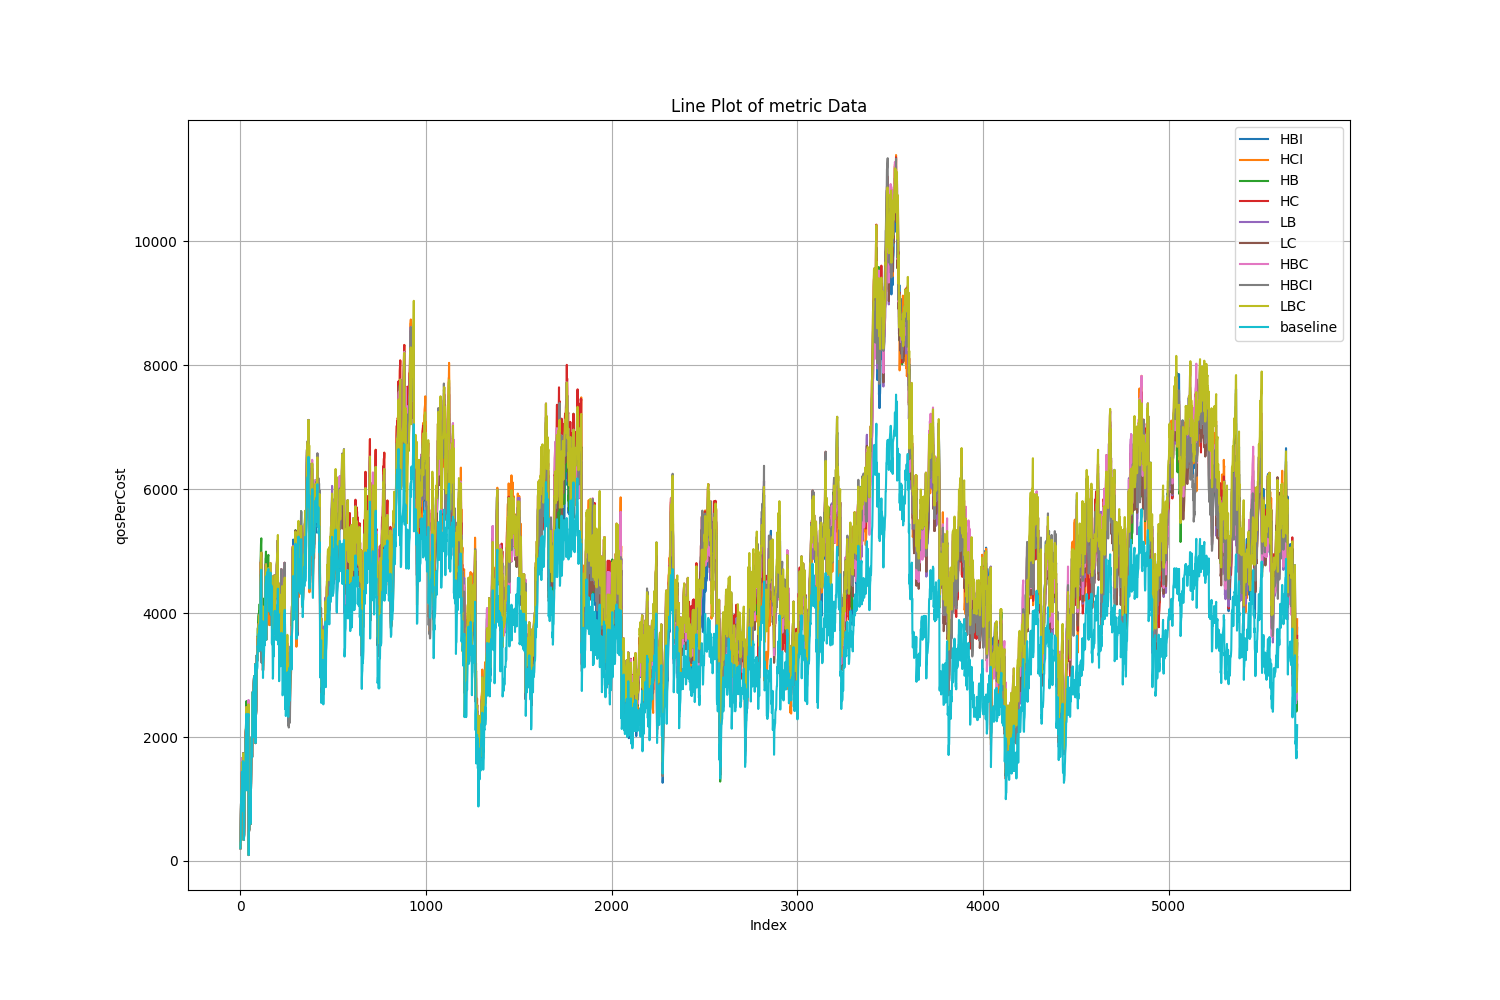 Line Plot of metric Data
qosPerCost
10000
8000
6000
4000
2000
0
0 1000 2000 3000 4000 5000
Index
HBI
HCI
HB
HC
LB
LC
HBC
HBCI
LBC
baseline